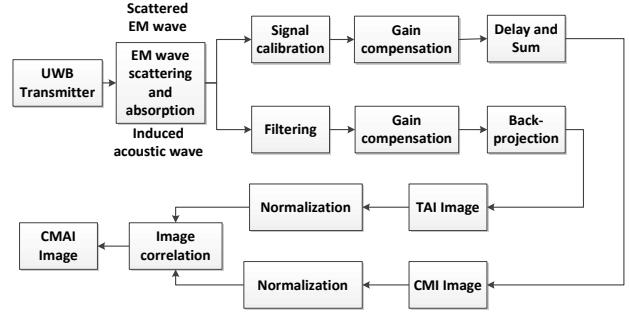 Scattered
EM wave
UWB
Transmitter
EM wave
scattering
and
absorption
Induced
acoustic wave
Signal
calibration
Gain
compensation
Delay and
Sum
Filtering
Gain
compensation
Back-
projection
Normalization
TAI Image
CMAI
Image
Image
correlation
Normalization
CMI Image